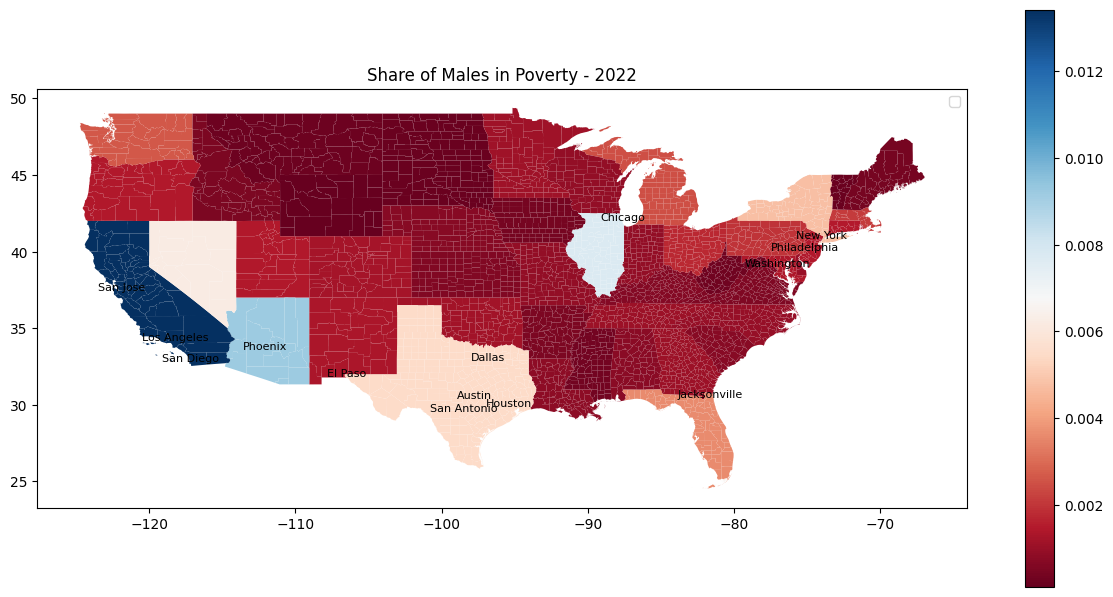 Share of Males in Poverty - 2022
50
45
40
35
30
25
−120
−110
−100
−90
−80
−70
Chicago
New York
Philadelphia
Washington
San Jose
Los Angeles
San Diego
Phoenix
El Paso
Dallas
Austin
San Antonio
Houston
Jacksonville
0.012
0.010
0.008
0.006
0.004
0.002